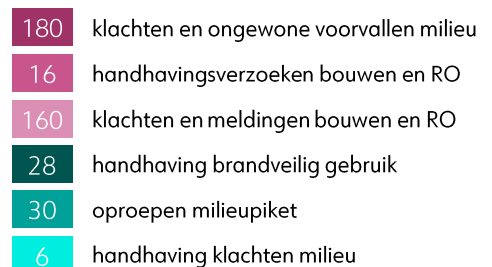 180 klachten en ongewone voorvallen milieu
16 handhavingsverzoeken bouwen en RO
160 klachten en meldingen bouwen en RO
28 handhaving brandveilig gebruik
30 oproepen milieupiket
6 handhaving klachten milieu